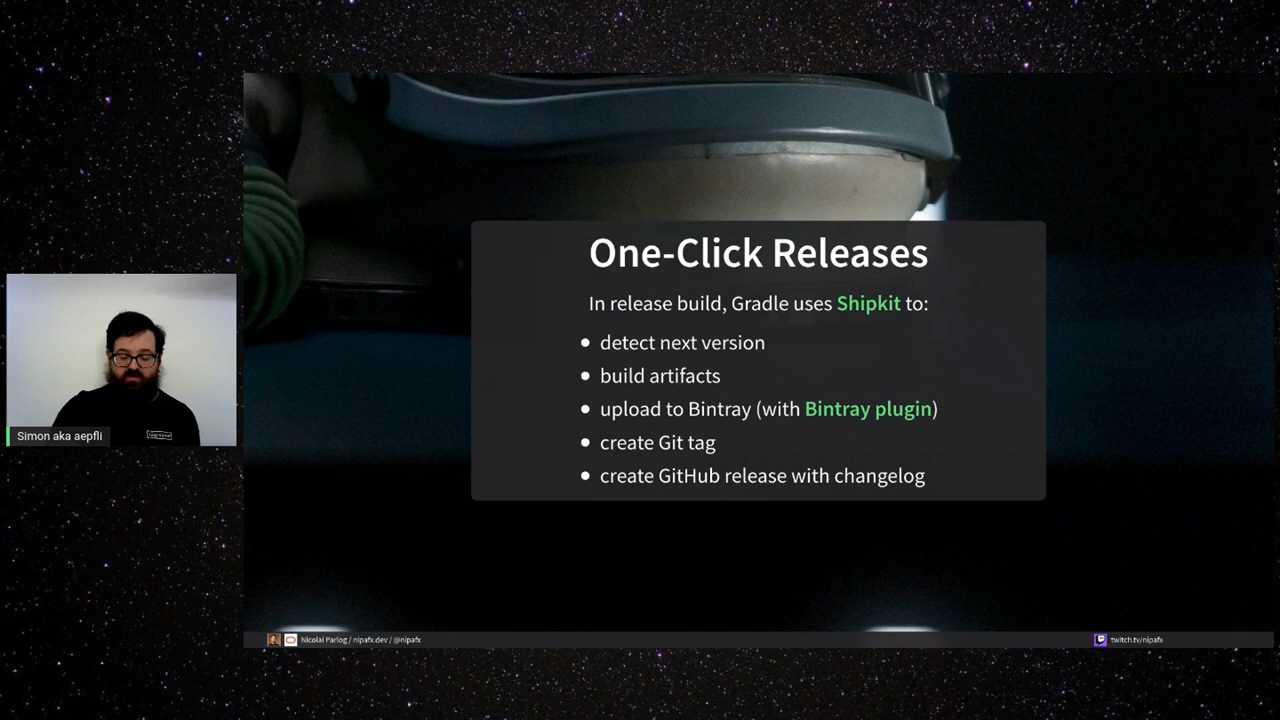 One-Click Releases
In release build, Gradle uses Shipkit to:
detect next version
build artifacts
upload to Bintray (with Bintray plugin)
create Git tag
create GitHub release with changelog
Simon aka aepfli
Nicolai Parlog / nipafx.dev / @nipafx
twitch.tv/nipafx